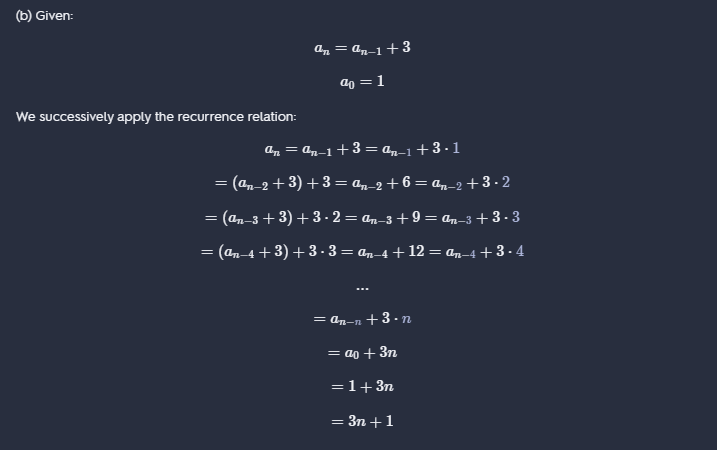 (b) Given:
aₙ = aₙ₋₁ + 3
a₀ = 1
We successively apply the recurrence relation:
aₙ = aₙ₋₁ + 3 = aₙ₋₁ + 3 · 1
= (aₙ₋₂ + 3) + 3 = aₙ₋₂ + 6 = aₙ₋₂ + 3 · 2
= (aₙ₋₃ + 3) + 3 · 2 = aₙ₋₃ + 9 = aₙ₋₃ + 3 · 3
= (aₙ₋₄ + 3) + 3 · 3 = aₙ₋₄ + 12 = aₙ₋₄ + 3 · 4
...
= aₙ₋ₙ + 3 · n
= a₀ + 3n
= 1 + 3n
= 3n + 1